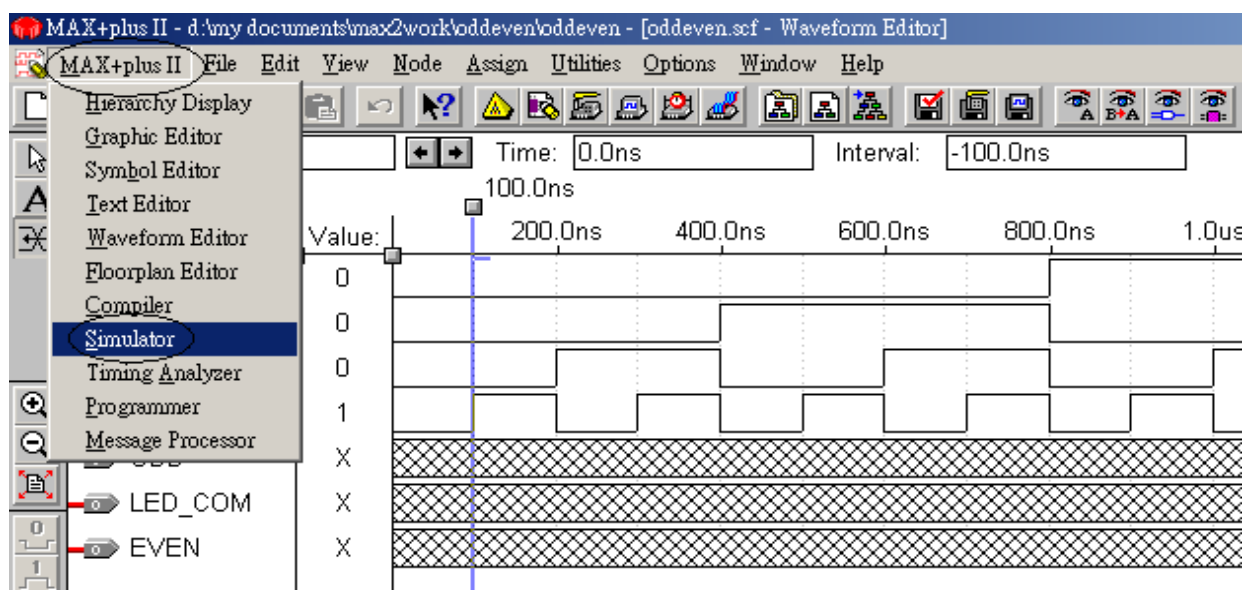 MAX+plus II - d:\my documents\max2work\oddeven\oddeven - [oddeven.scf - Waveform Editor]
MAX+plus II File Edit View Node Assign Utilities Options Window Help
Hierarchy Display
Graphic Editor
Symbol Editor
Text Editor
Waveform Editor
Floorplan Editor
Compiler
Simulator
Timing Analyzer
Programmer
Message Processor
Time: 0.0ns Interval: -100.0ns
100.0ns
Value: 200.0ns 400.0ns 600.0ns 800.0ns 1.0us
0
0
0
1
X
LED_COM X
EVEN X
A
B A
A
0
1